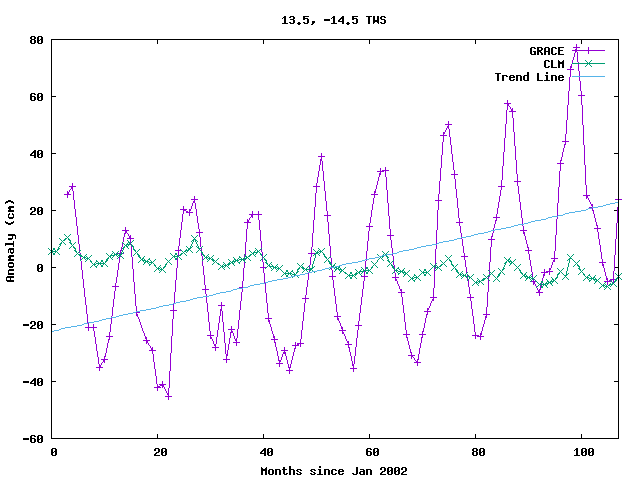 13.5, -14.5 TWS
GRACE
CLM
Trend Line
80
60
40
20
0
-20
-40
-60
Anomaly (cm)
0 20 40 60 80 100
Months since Jan 2002